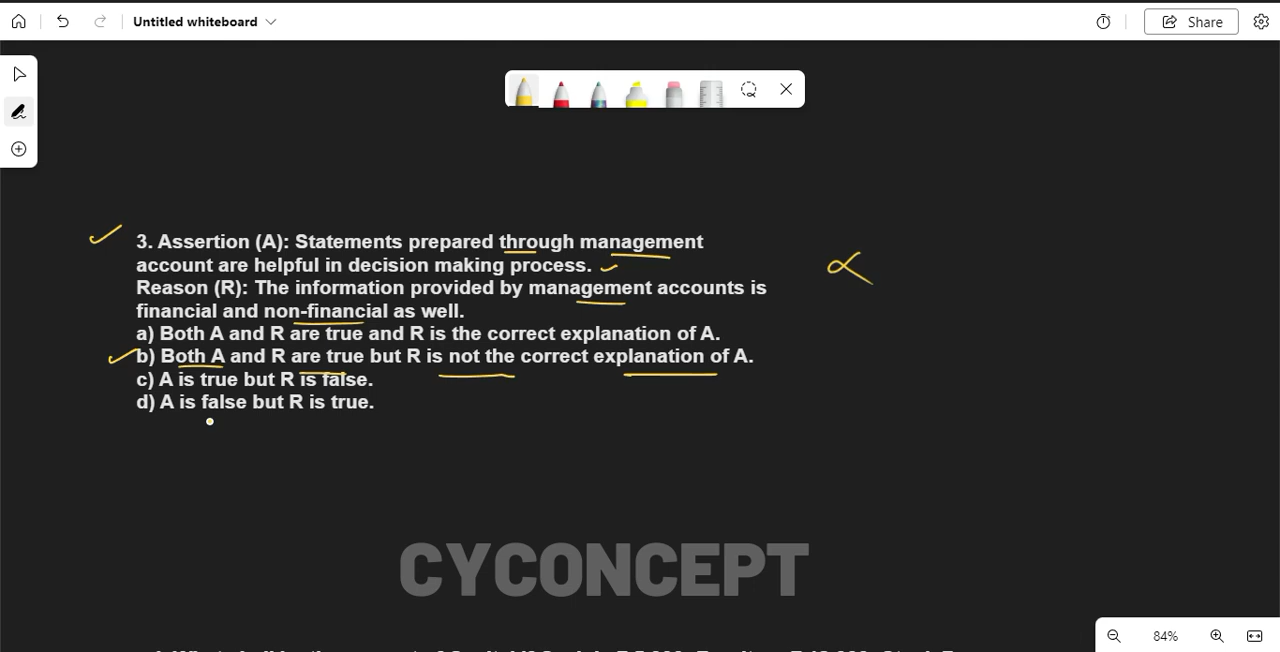 Untitled whiteboard
Share
3. Assertion (A): Statements prepared through management
account are helpful in decision making process.
Reason (R): The information provided by management accounts is
financial and non-financial as well.
a) Both A and R are true and R is the correct explanation of A.
b) Both A and R are true but R is not the correct explanation of A.
c) A is true but R is false.
d) A is false but R is true.
CYCONCEPT
84%